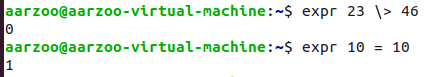 aarzoo@aarzoo-virtual-machine:~$ expr 23 \> 46
0
aarzoo@aarzoo-virtual-machine:~$ expr 10 = 10
1